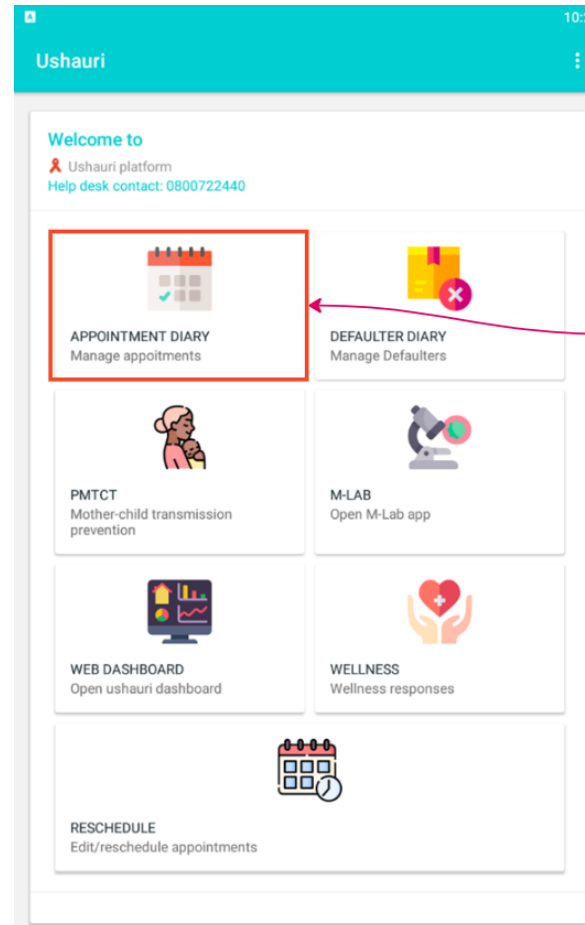 Ushauri
Welcome to
Ushauri platform
Help desk contact: 0800722440
APPOINTMENT DIARY
Manage appoitments
DEFAULTER DIARY
Manage Defaulters
PMTCT
Mother-child transmission
prevention
M-LAB
Open M-Lab app
WEB DASHBOARD
Open ushauri dashboard
WELLNESS
Wellness responses
RESCHEDULE
Edit/reschedule appointments